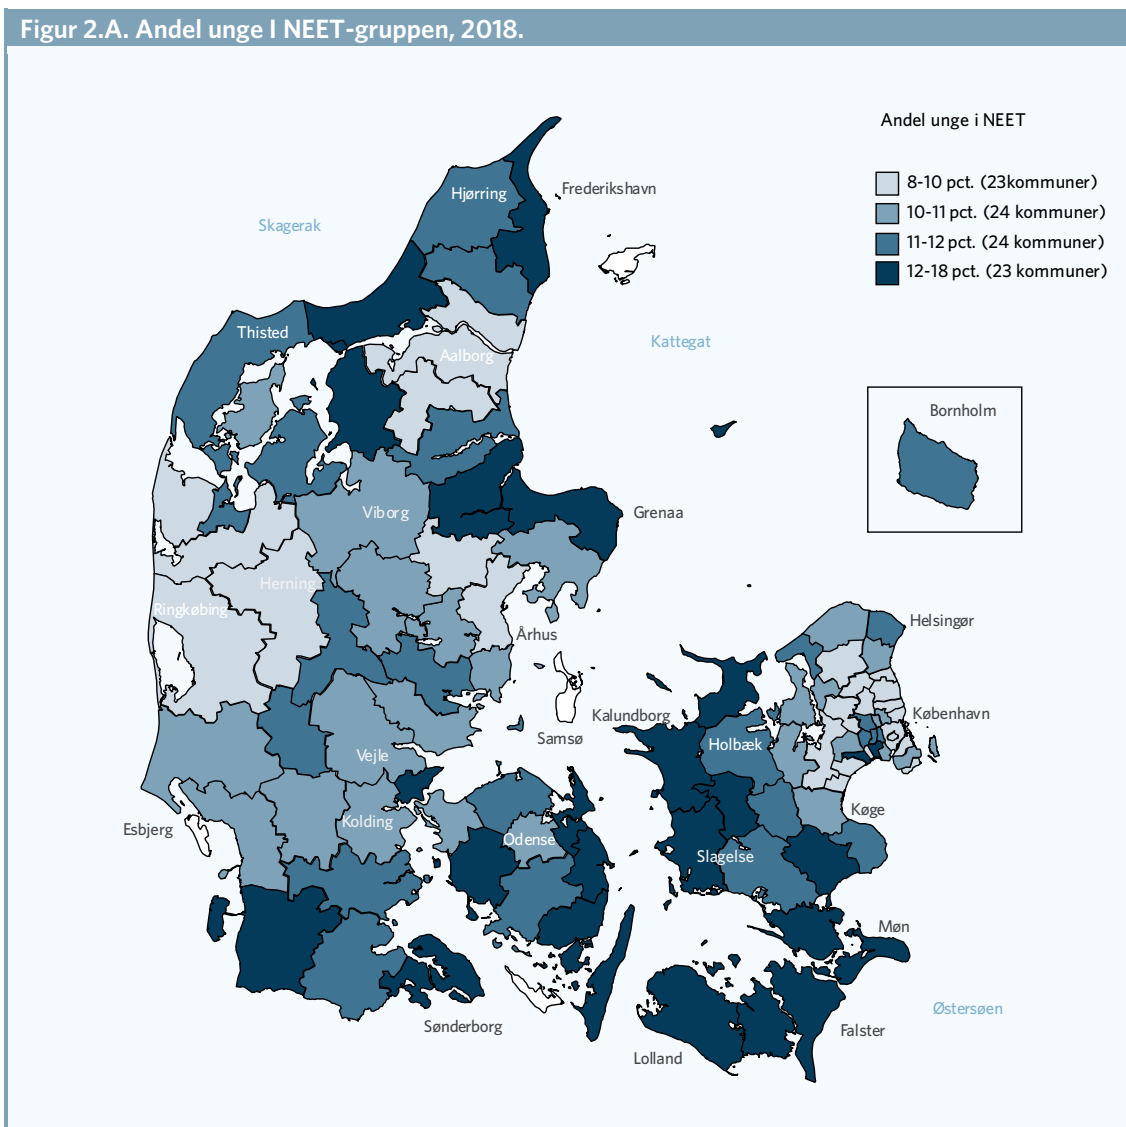 Figur 2.A. Andel unge I NEET-gruppen, 2018.
Andel unge i NEET
8-10 pct. (23kommuner)
10-11 pct. (24 kommuner)
11-12 pct. (24 kommuner)
12-18 pct. (23 kommuner)
Hjørring
Frederikshavn
Skagerak
Thisted
Kattegat
Aalborg
Bornholm
Viborg
Grenaa
Herning
Ringkøbing
Helsingør
Århus
Kalundborg
København
Samsø
Holbæk
Vejle
Køge
Esbjerg
Kolding
Odense
Slagelse
Møn
Østersøen
Sønderborg
Falster
Lolland